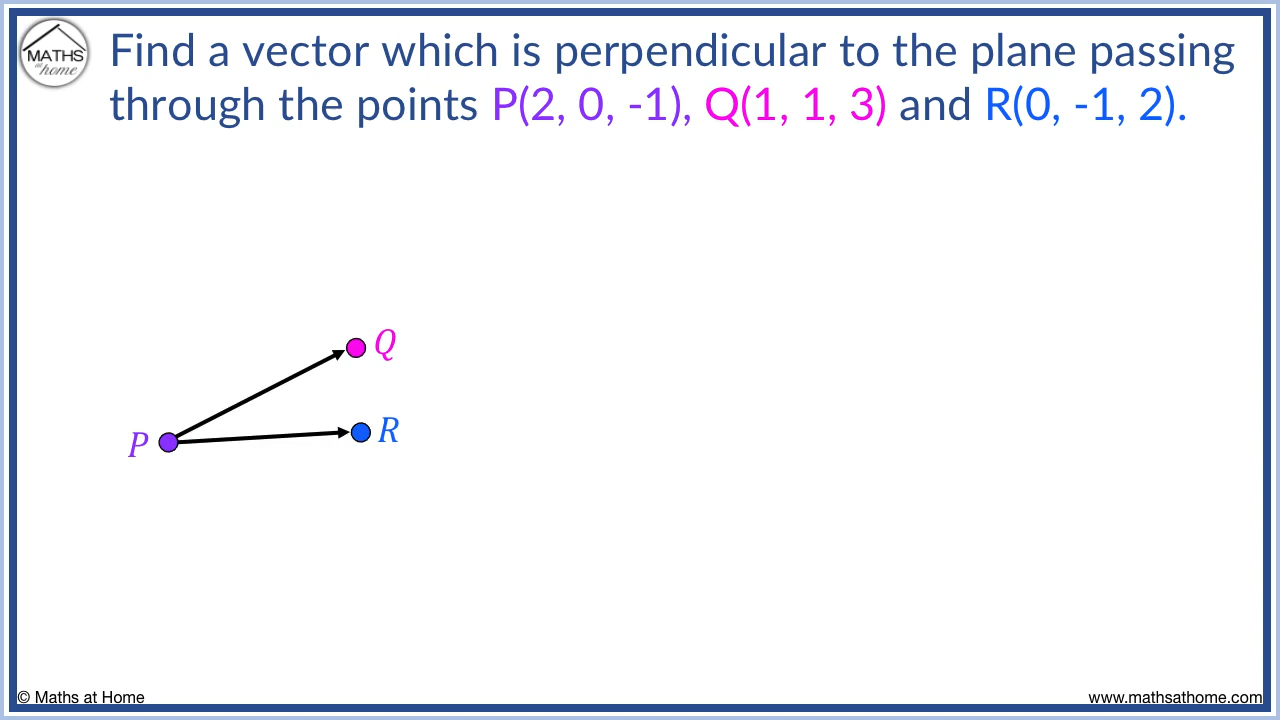 MATHS
at home
Find a vector which is perpendicular to the plane passing
through the points P(2, 0, -1), Q(1, 1, 3) and R(0, -1, 2).
Q
P
R
© Maths at Home
www.mathsathome.com